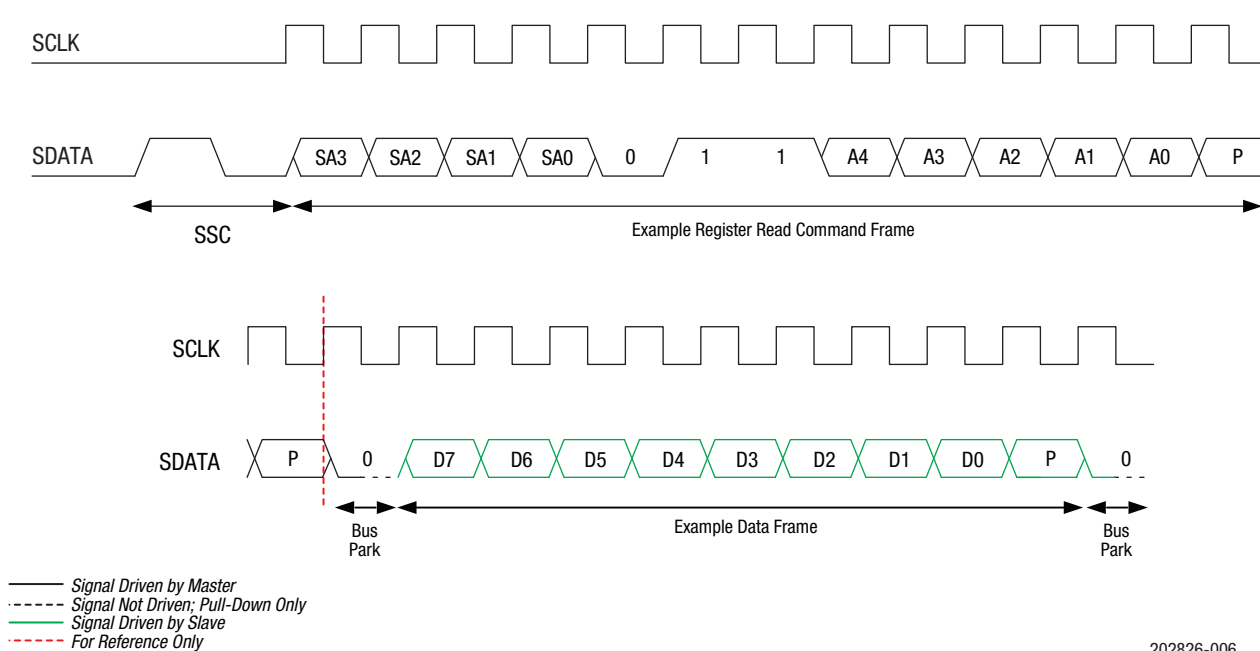 SCLK
SDATA SA3 SA2 SA1 SA0 0 1 1 A4 A3 A2 A1 A0 P
SSC
Example Register Read Command Frame
SCLK
SDATA P 0 D7 D6 D5 D4 D3 D2 D1 D0 P 0
Bus
Park
Example Data Frame
Bus
Park
Signal Driven by Master
Signal Not Driven; Pull-Down Only
Signal Driven by Slave
For Reference Only
202826-006